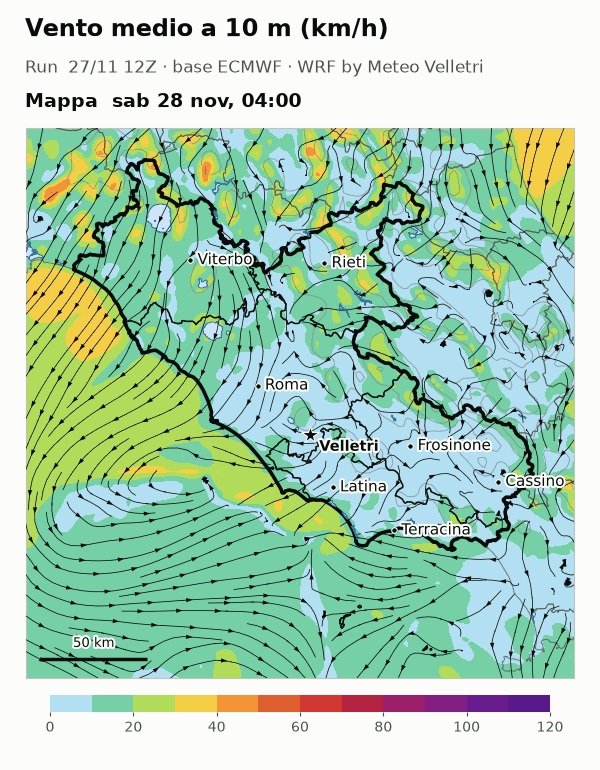 Vento medio a 10 m (km/h)
Run 27/11 12Z · base ECMWF · WRF by Meteo Velletri
Mappa sab 28 nov, 04:00
Viterbo
Rieti
Roma
Velletri
Frosinone
Cassino
Latina
Terracina
50 km
0 20 40 60 80 100 120